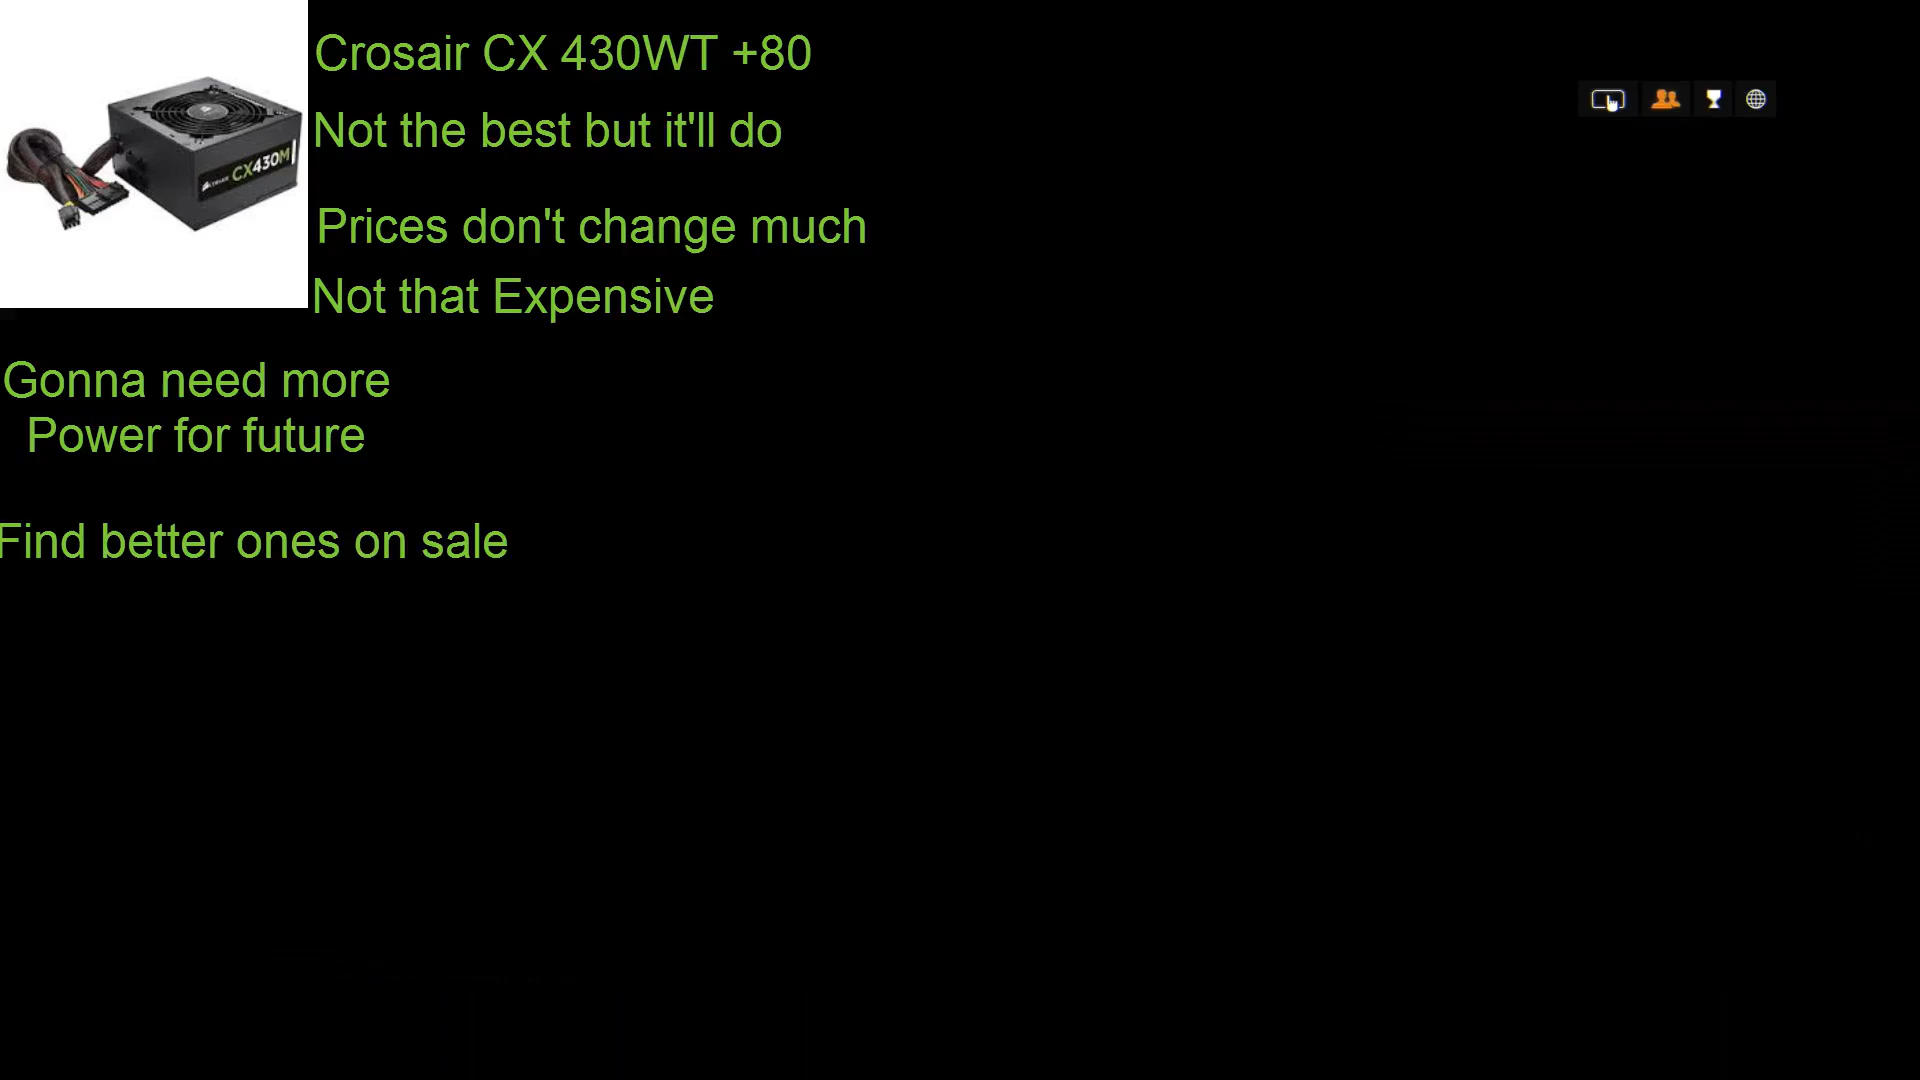 Crosair CX 430WT +80
Not the best but it'll do
CORSAIR CX430M
Prices don't change much
Not that Expensive
Gonna need more
Power for future
Find better ones on sale